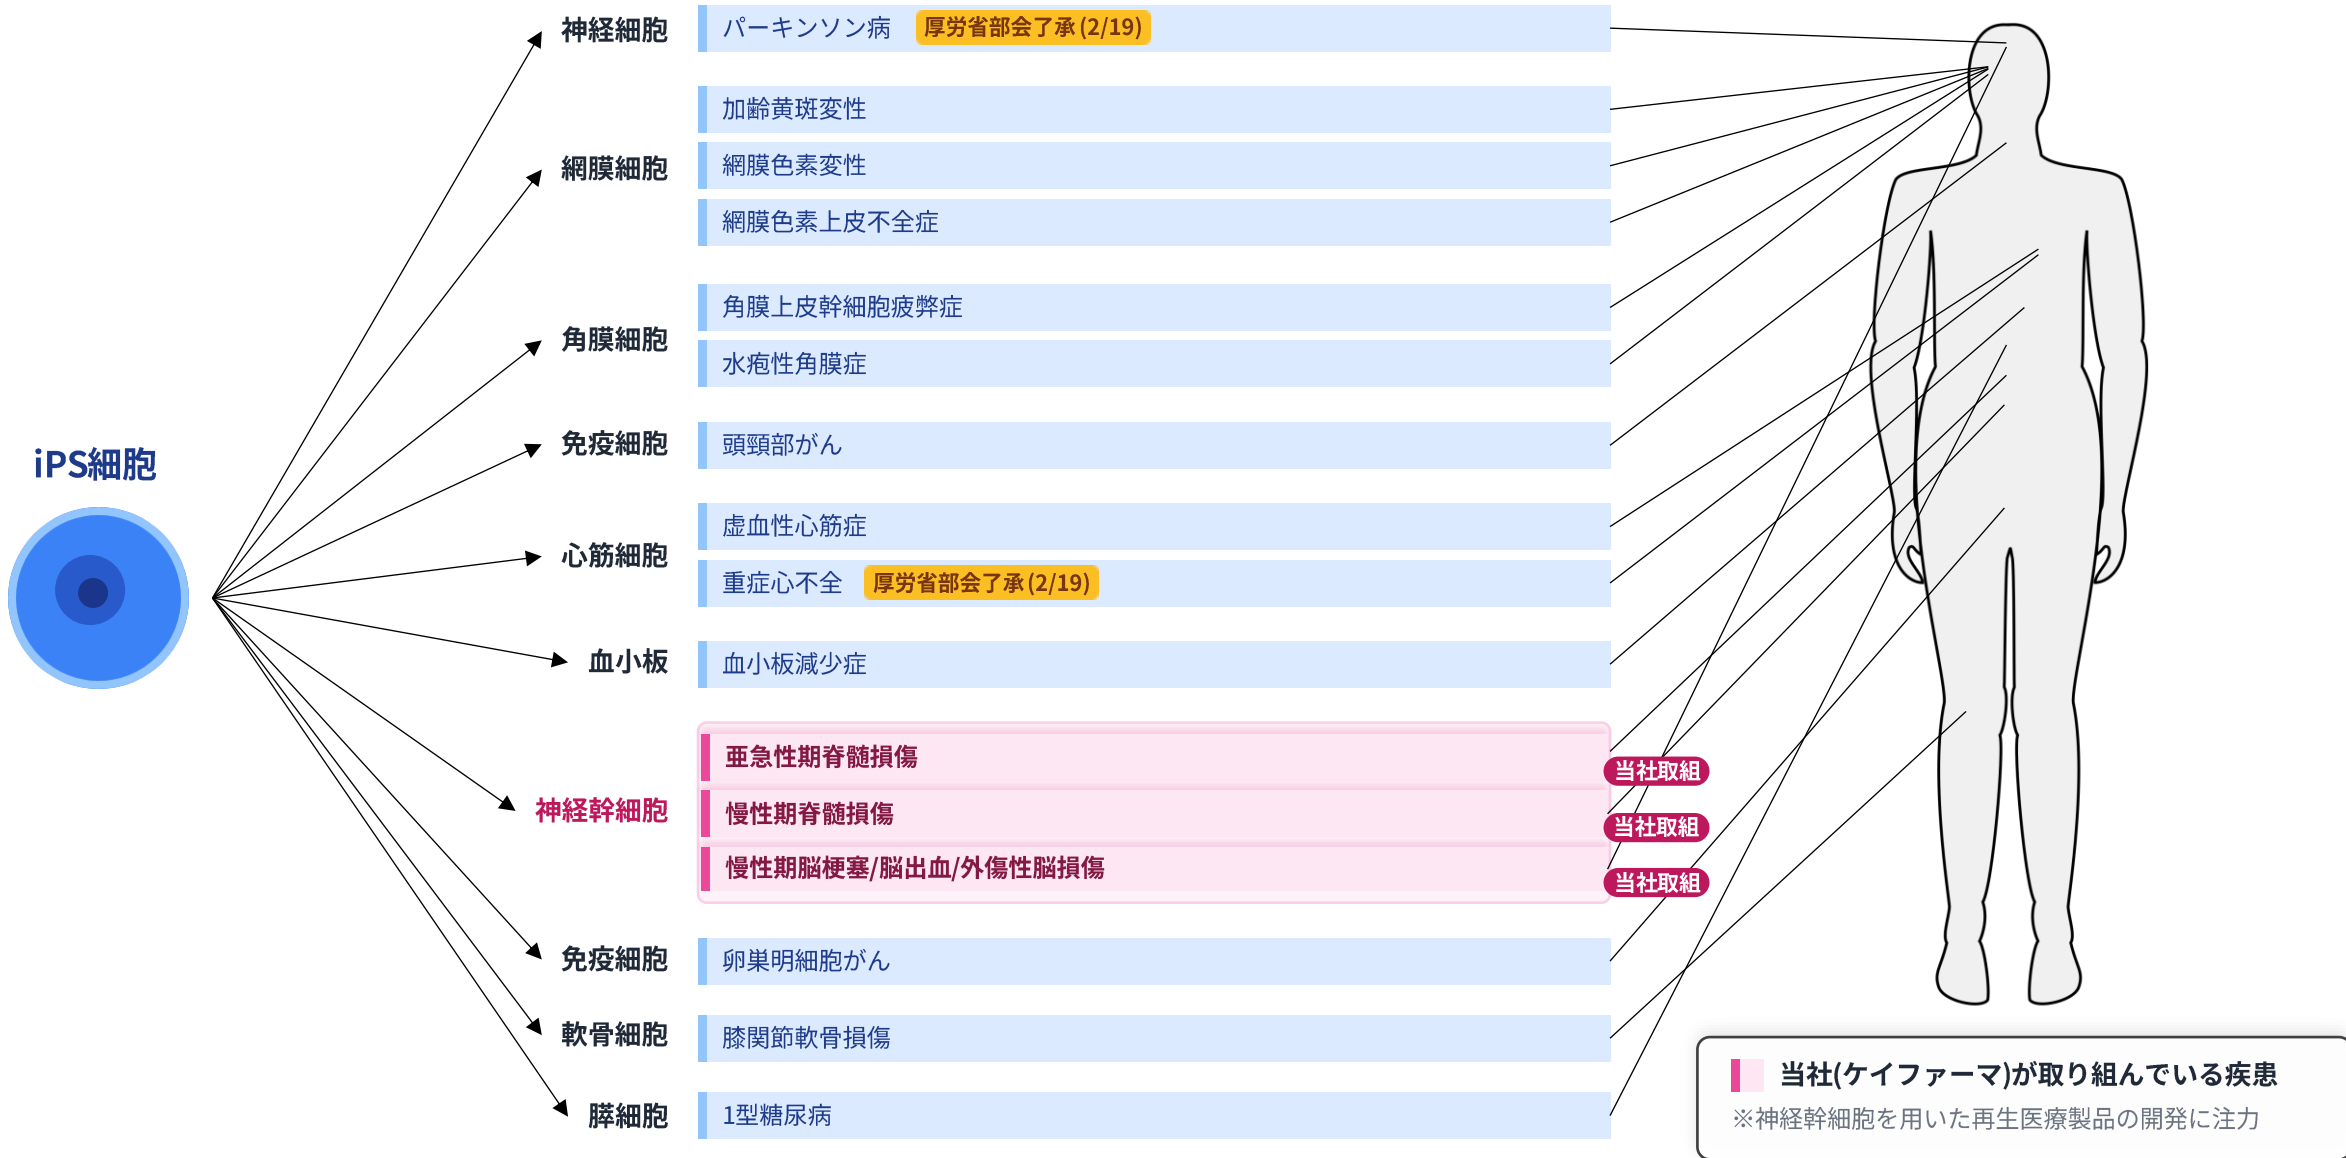 iPS細胞
神経細胞
パーキンソン病 厚労省部会了承(2/19)
網膜細胞
加齢黄斑変性
網膜色素変性
網膜色素上皮不全症
角膜細胞
角膜上皮幹細胞疲弊症
水疱性角膜症
免疫細胞
頭頸部がん
心筋細胞
虚血性心筋症
重症心不全 厚労省部会了承(2/19)
血小板
血小板減少症
神経幹細胞
亜急性期脊髄損傷 当社取組
慢性期脊髄損傷 当社取組
慢性期脳梗塞/脳出血/外傷性脳損傷 当社取組
免疫細胞
卵巣明細胞がん
軟骨細胞
膝関節軟骨損傷
膵細胞
1型糖尿病
当社(ケイファーマ)が取り組んでいる疾患
※神経幹細胞を用いた再生医療製品の開発に注力